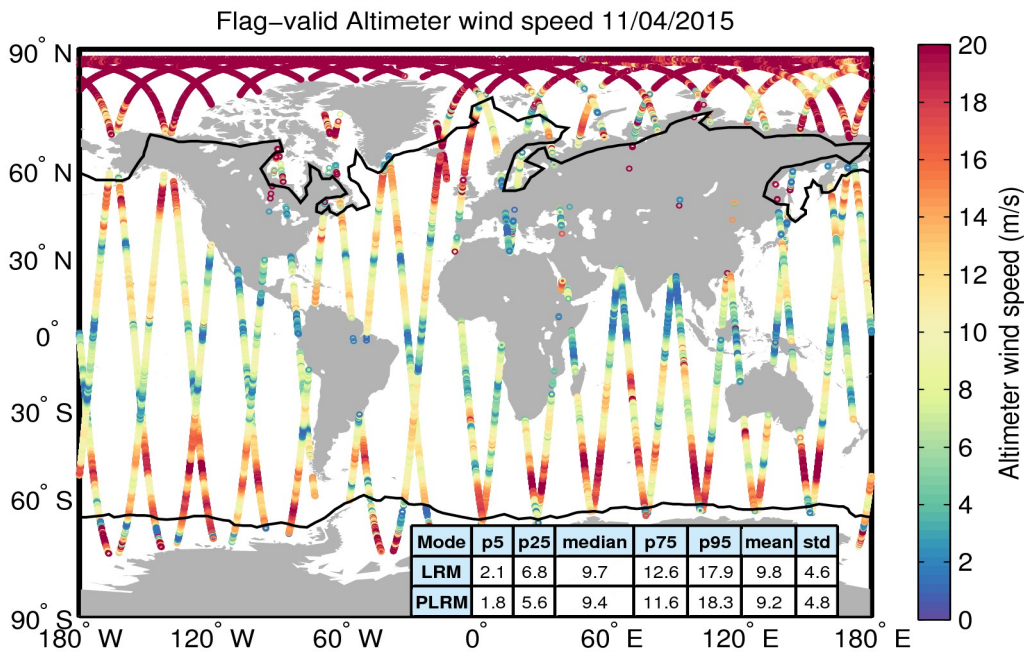 Flag−valid Altimeter wind speed 11/04/2015
90° N
60° N
30° N
0°
30° S
60° S
90° S
180° W
120° W
60° W
0°
60° E
120° E
180° E
Mode p5 p25 median p75 p95 mean std
LRM 2.1 6.8 9.7 12.6 17.9 9.8 4.6
PLRM 1.8 5.6 9.4 11.6 18.3 9.2 4.8
20
18
16
14
12
10
8
6
4
2
0
Altimeter wind speed (m/s)